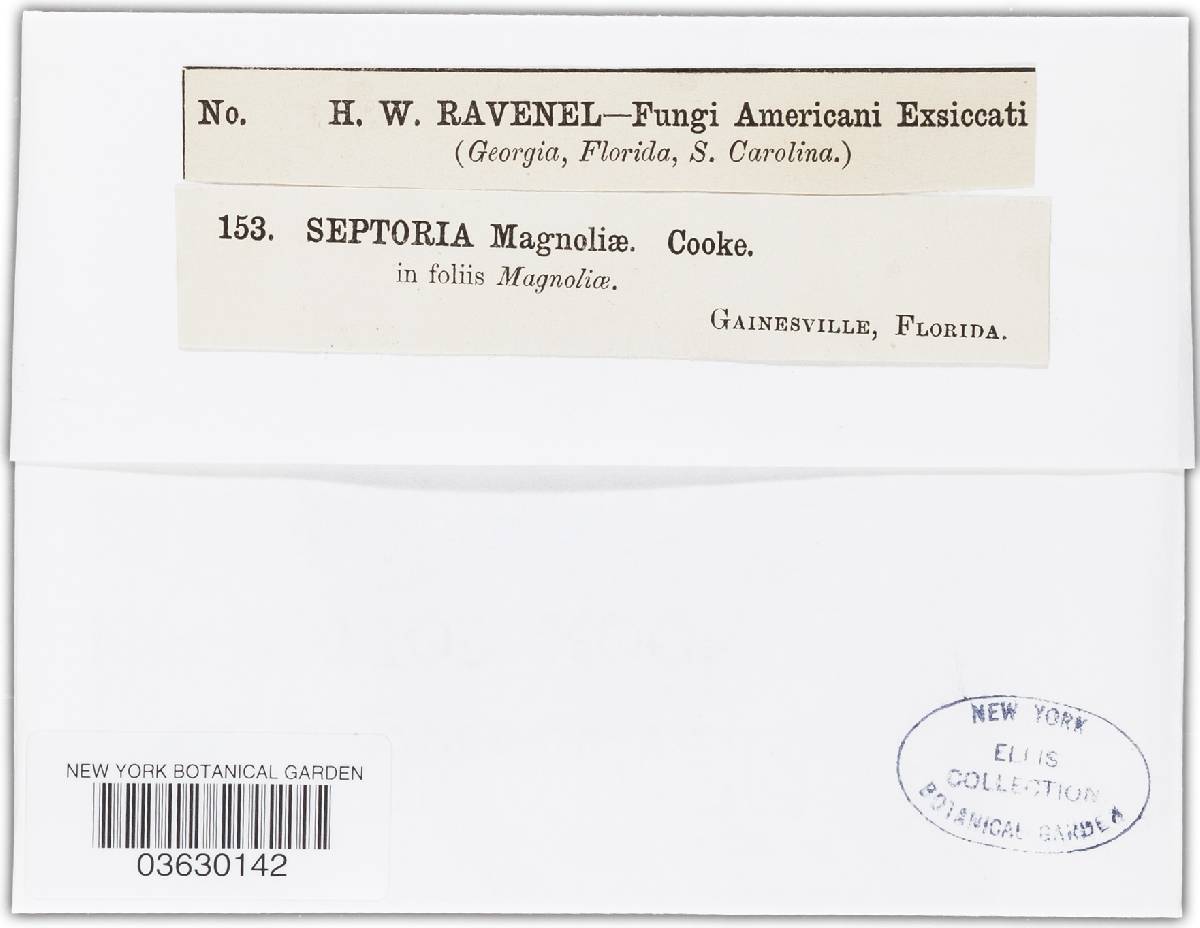 No. H. W. RAVENEL—Fungi Americani Exsiccati
(Georgia, Florida, S. Carolina.)
153. SEPTORIA Magnoliæ. Cooke.
in foliis Magnoliæ.
GAINESVILLE, FLORIDA.
NEW YORK BOTANICAL GARDEN
03630142
NEW YORK
ELLIS
COLLECTION
BOTANICAL GARDEN